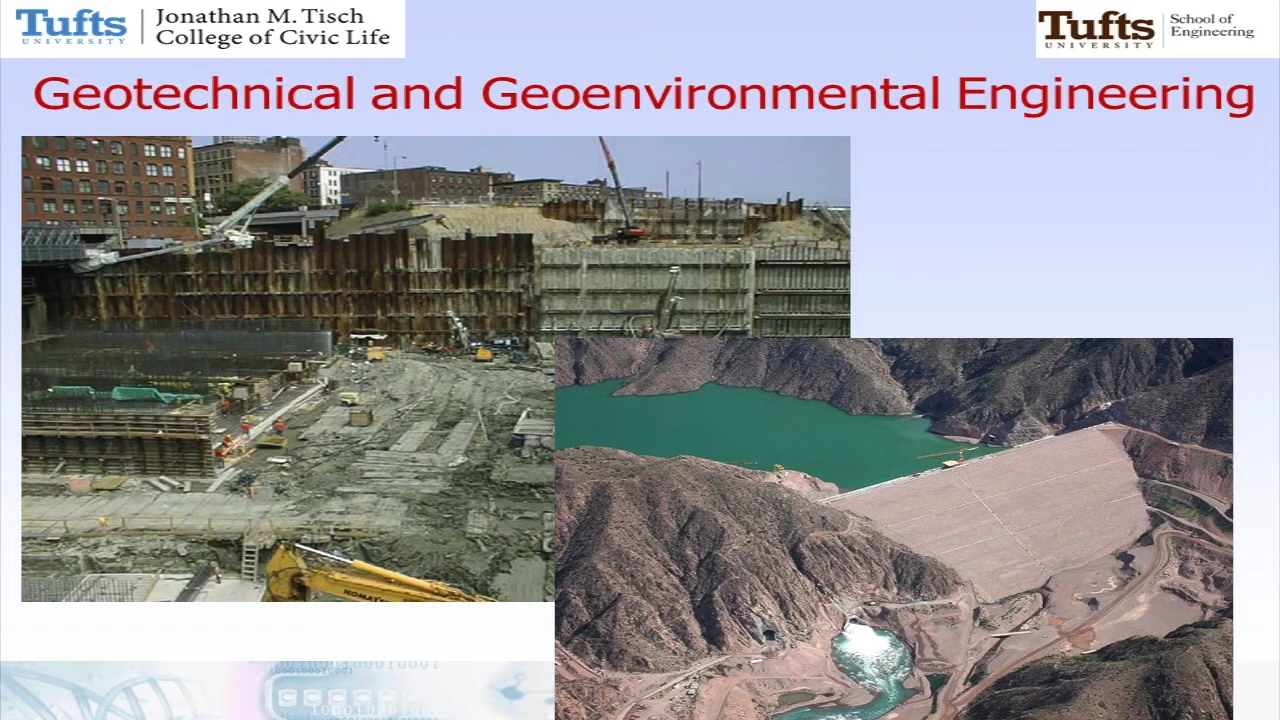 Tufts
UNIVERSITY
Jonathan M. Tisch
College of Civic Life
Tufts
UNIVERSITY
School of
Engineering
Geotechnical and Geoenvironmental Engineering
KOMATSU